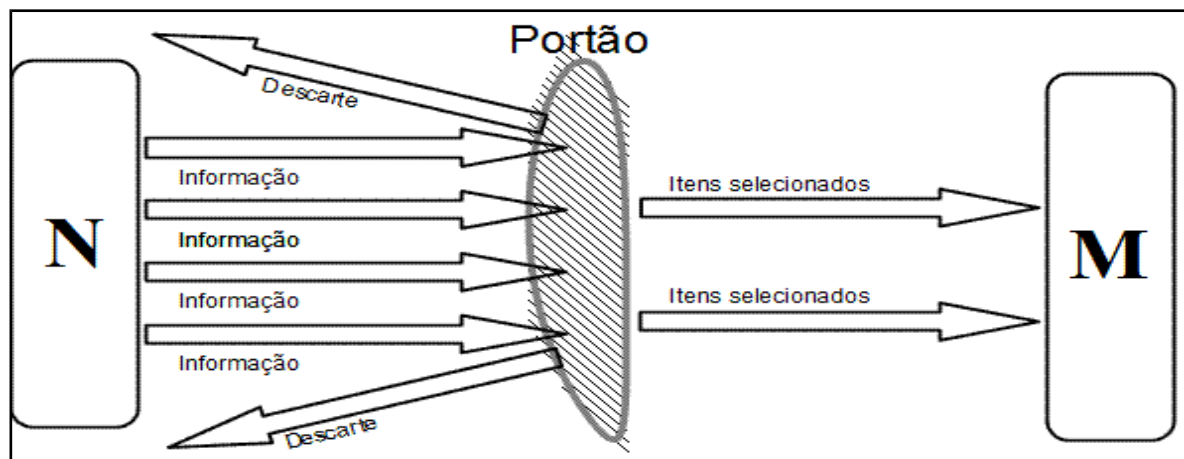 Portão
Descarte
Informação
Informação
Informação
Informação
Descarte
N
Itens selecionados
Itens selecionados
M